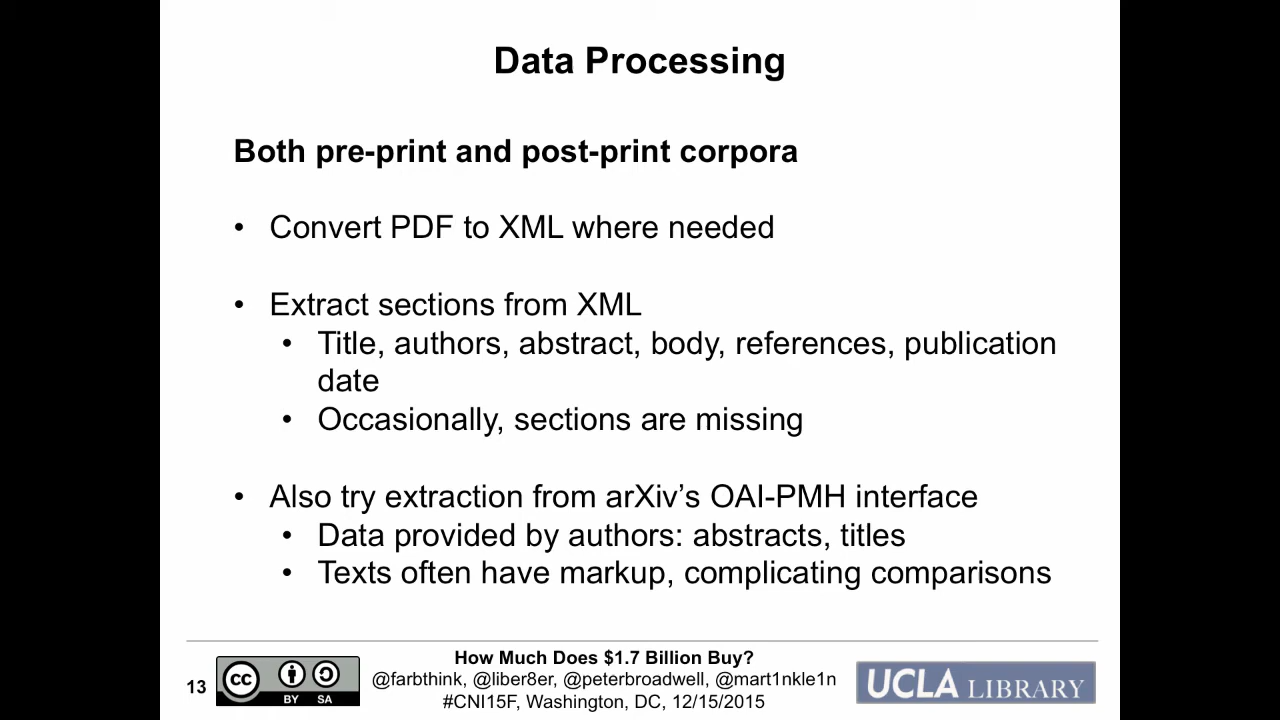 Data Processing
Both pre-print and post-print corpora
• Convert PDF to XML where needed
• Extract sections from XML
• Title, authors, abstract, body, references, publication
date
• Occasionally, sections are missing
• Also try extraction from arXiv’s OAI-PMH interface
• Data provided by authors: abstracts, titles
• Texts often have markup, complicating comparisons
13
cc
BY SA
How Much Does $1.7 Billion Buy?
@farbthink, @liber8er, @peterbroadwell, @mart1nkle1n
#CNI15F, Washington, DC, 12/15/2015
UCLA LIBRARY